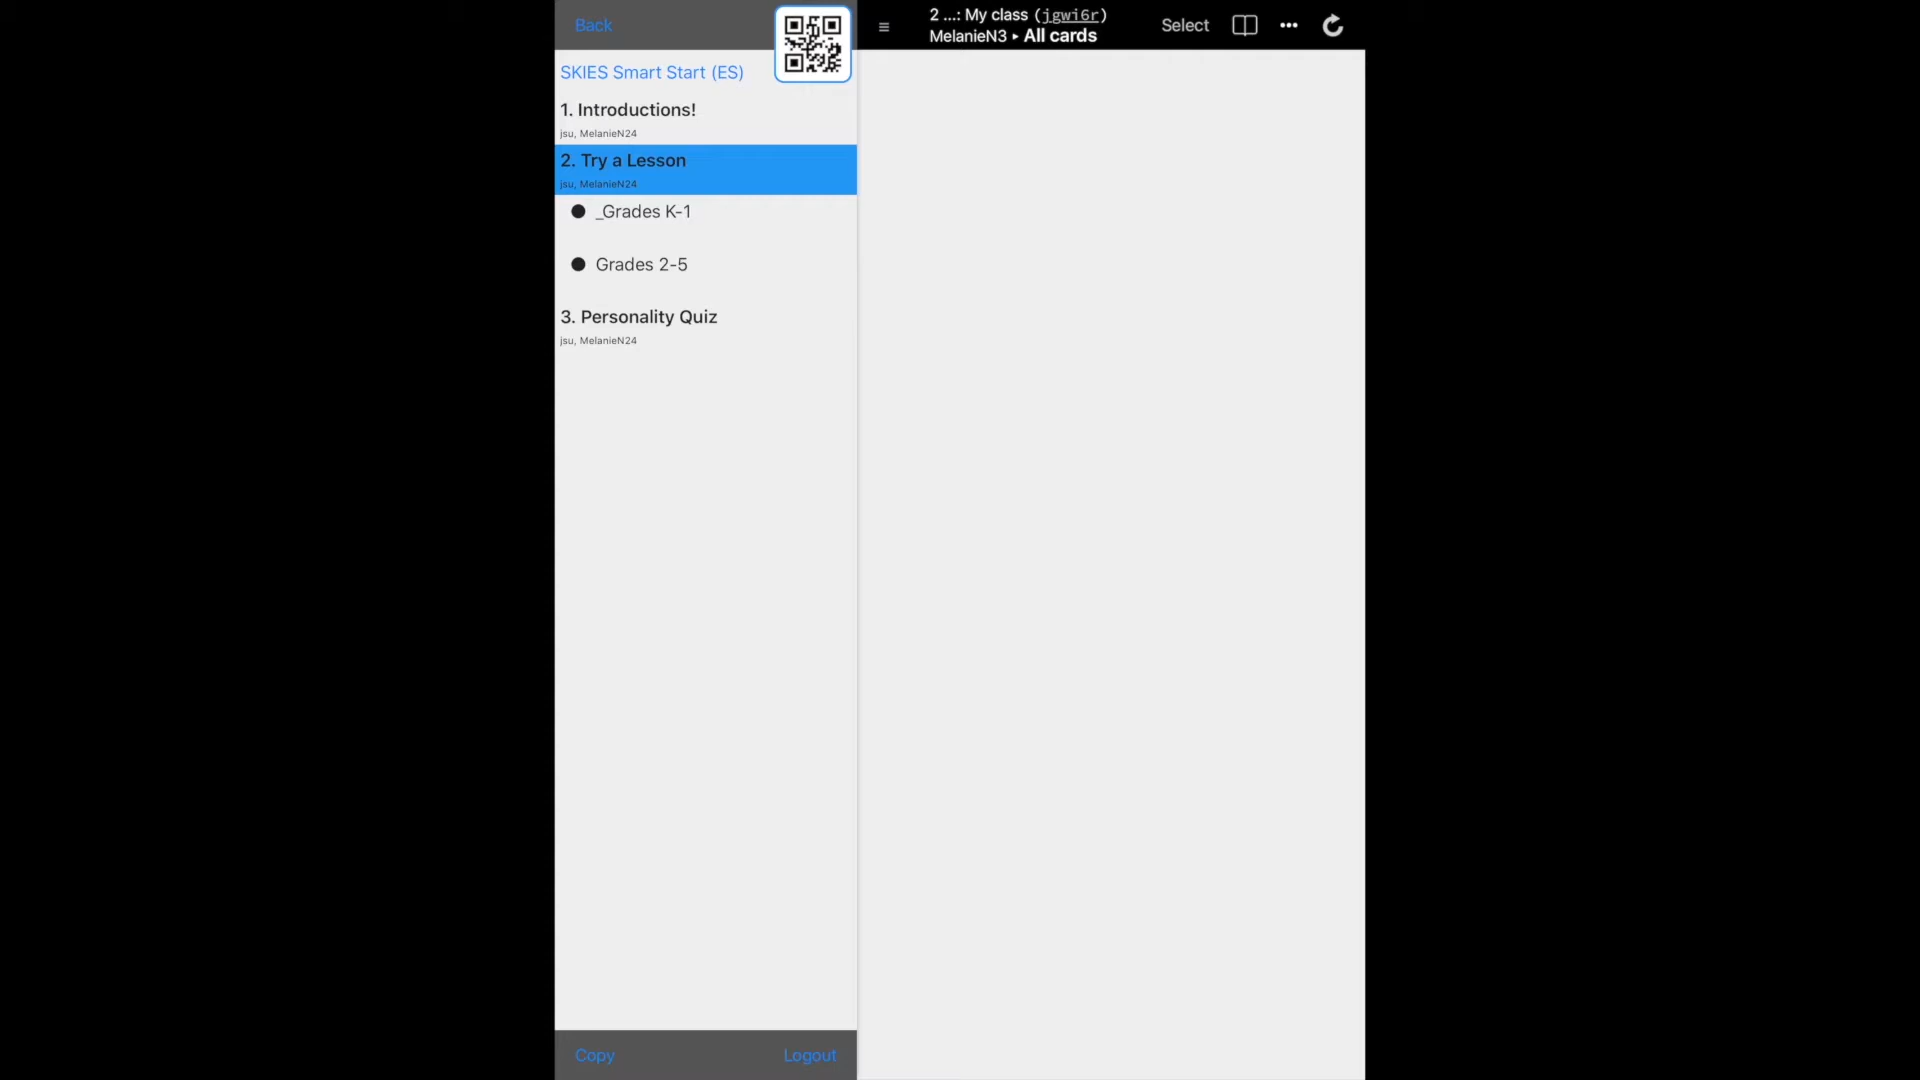 Back
SKIES Smart Start (ES)
1. Introductions!
jsu, MelanieN24
2. Try a Lesson
jsu, MelanieN24
_Grades K-1
Grades 2-5
3. Personality Quiz
jsu, MelanieN24
Copy
Logout
2 ...: My class (jgwi6r)
MelanieN3 ▸ All cards
Select